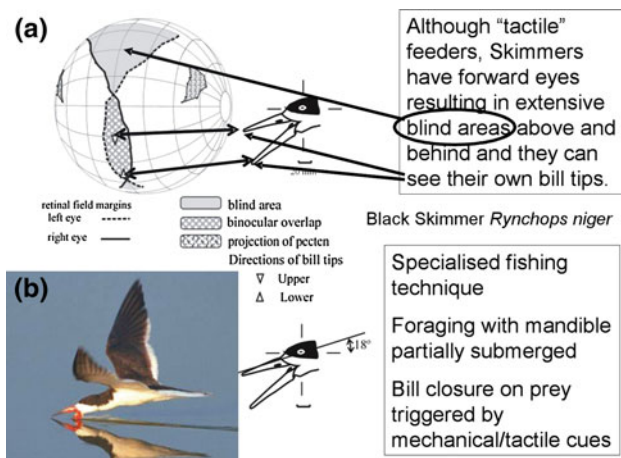 (a)
Although “tactile”
feeders, Skimmers
have forward eyes
resulting in extensive
blind areas above and
behind and they can
see their own bill tips.
20 mm
retinal field margins
left eye
right eye
blind area
binocular overlap
projection of pecten
Directions of bill tips
Upper
Lower
Black Skimmer Rynchops niger
(b)
18°
Specialised fishing
technique
Foraging with mandible
partially submerged
Bill closure on prey
triggered by
mechanical/tactile cues